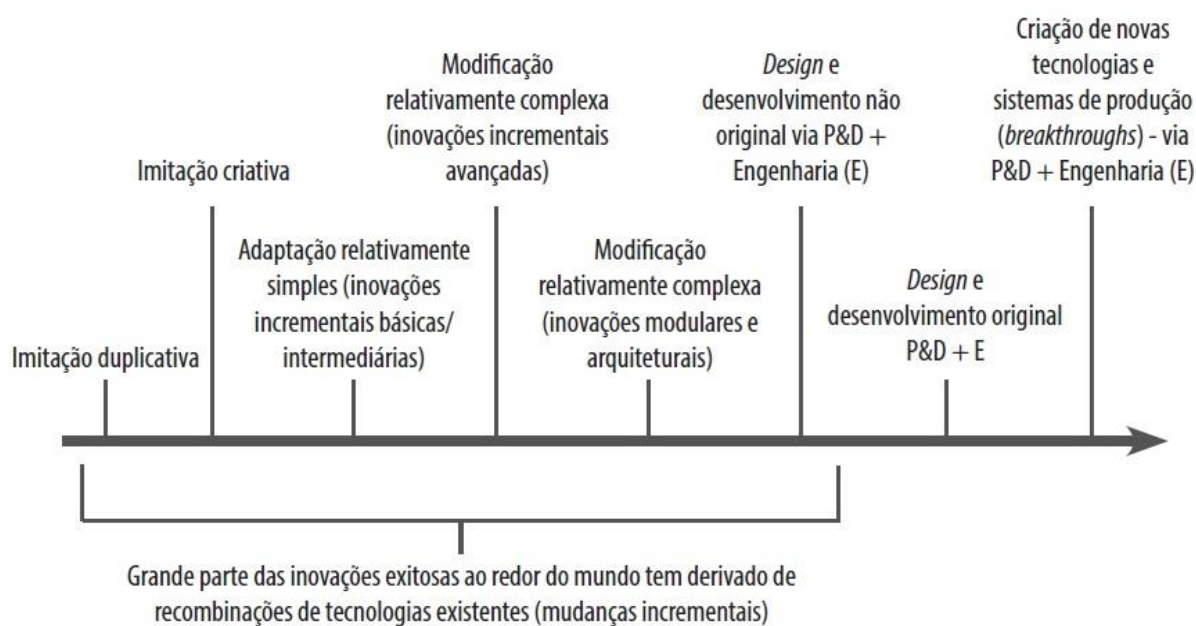 Imitação duplicativa
Imitação criativa
Adaptação relativamente
simples (inovações
incrementais básicas/
intermediárias)
Modificação
relativamente complexa
(inovações incrementais
avançadas)
Modificação
relativamente complexa
(inovações modulares e
arquiteturais)
Design e
desenvolvimento não
original via P&D +
Engenharia (E)
Design e
desenvolvimento original
P&D + E
Criação de novas
tecnologias e
sistemas de produção
(breakthroughs) - via
P&D + Engenharia (E)
Grande parte das inovações exitosas ao redor do mundo tem derivado de
recombinações de tecnologias existentes (mudanças incrementais)